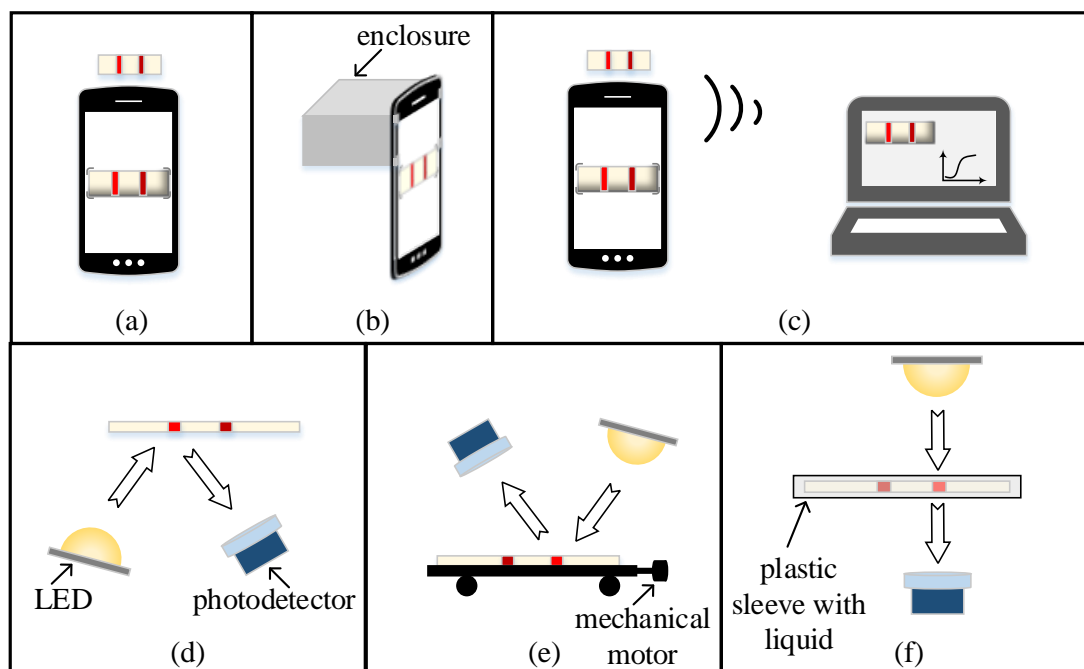 enclosure
(a)
(b)
(c)
LED
photodetector
(d)
mechanical
motor
(e)
plastic
sleeve with
liquid
(f)